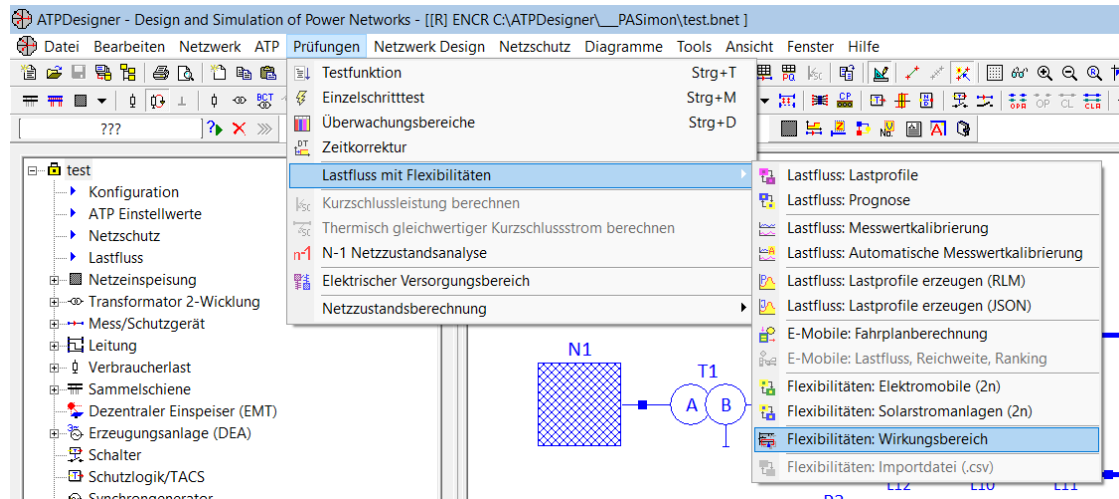 ATPDesigner - Design and Simulation of Power Networks - [[R] ENCR C:\ATPDesigner\__PASimon\test.bnet ]
Datei Bearbeiten Netzwerk ATP Prüfungen Netzwerk Design Netzschutz Diagramme Tools Ansicht Fenster Hilfe
Testfunktion Strg+T
Einzelschritttest Strg+M
Überwachungsbereiche Strg+D
Zeitkorrektur
Lastfluss mit Flexibilitäten
Kurzschlussleistung berechnen
Thermisch gleichwertiger Kurzschlussstrom berechnen
N-1 Netzzustandsanalyse
Elektrischer Versorgungsbereich
Netzzustandsberechnung
Lastfluss: Lastprofile
Lastfluss: Prognose
Lastfluss: Messwertkalibrierung
Lastfluss: Automatische Messwertkalibrierung
Lastfluss: Lastprofile erzeugen (RLM)
Lastfluss: Lastprofile erzeugen (JSON)
E-Mobile: Fahrplanberechnung
E-Mobile: Lastfluss, Reichweite, Ranking
Flexibilitäten: Elektromobile (2n)
Flexibilitäten: Solarstromanlagen (2n)
Flexibilitäten: Wirkungsbereich
Flexibilitäten: Importdatei (.csv)
???
test
Konfiguration
ATP Einstellwerte
Netzschutz
Lastfluss
Netzeinspeisung
Transformator 2-Wicklung
Mess/Schutzgerät
Leitung
Verbraucherlast
Sammelschiene
Dezentraler Einspeiser (EMT)
Erzeugungsanlage (DEA)
Schalter
Schutzlogik/TACS
Synchrongenerator
N1
T1
A B
L12 L10 L11